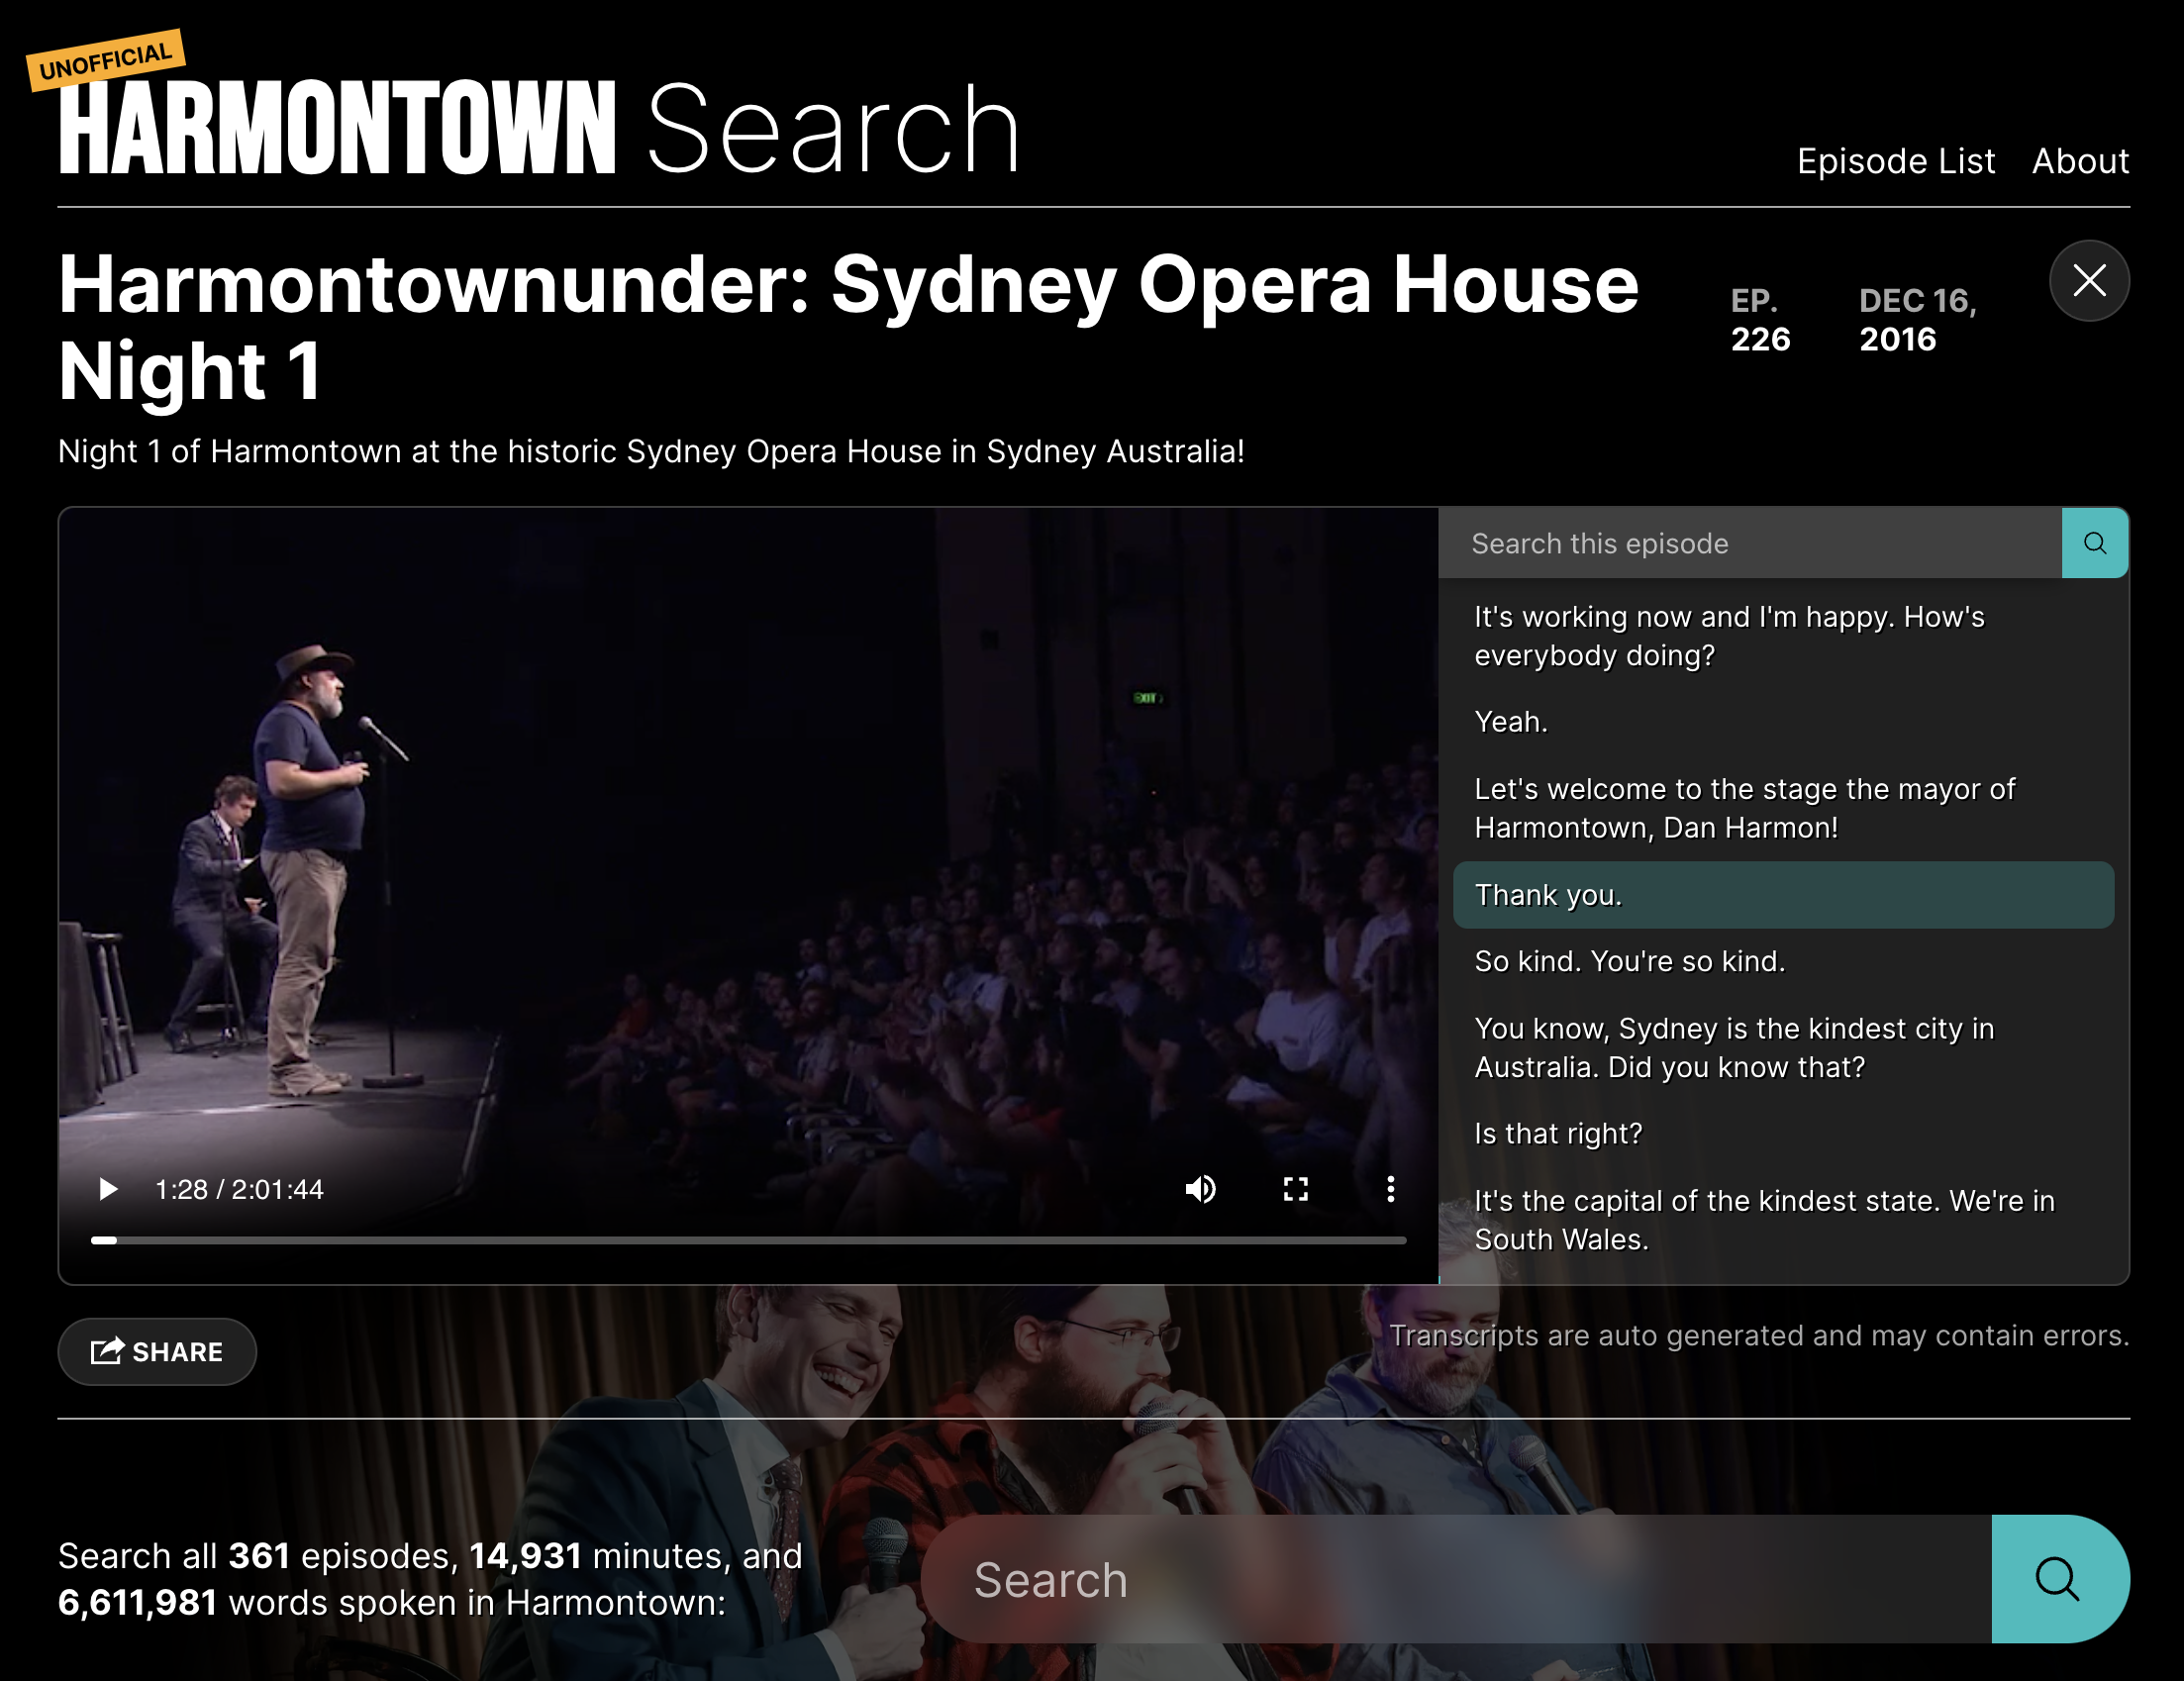 UNOFFICIAL
HARMONTOWN Search
Episode List About
Harmontownunder: Sydney Opera House
Night 1
EP.
226
DEC 16,
2016
Night 1 of Harmontown at the historic Sydney Opera House in Sydney Australia!
EXIT
1:28 / 2:01:44
Search this episode
It's working now and I'm happy. How's
everybody doing?
Yeah.
Let's welcome to the stage the mayor of
Harmontown, Dan Harmon!
Thank you.
So kind. You're so kind.
You know, Sydney is the kindest city in
Australia. Did you know that?
Is that right?
It's the capital of the kindest state. We're in
South Wales.
SHARE
Transcripts are auto generated and may contain errors.
Search all 361 episodes, 14,931 minutes, and
6,611,981 words spoken in Harmontown:
Search